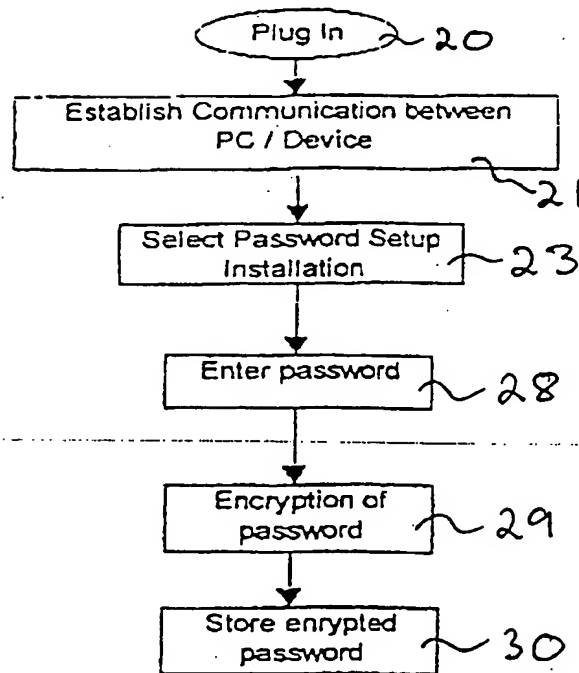 Plug In 20
Establish Communication between
PC / Device
21
Select Password Setup
Installation 23
Enter password 28
Encryption of
password 29
Store enrypted
password 30